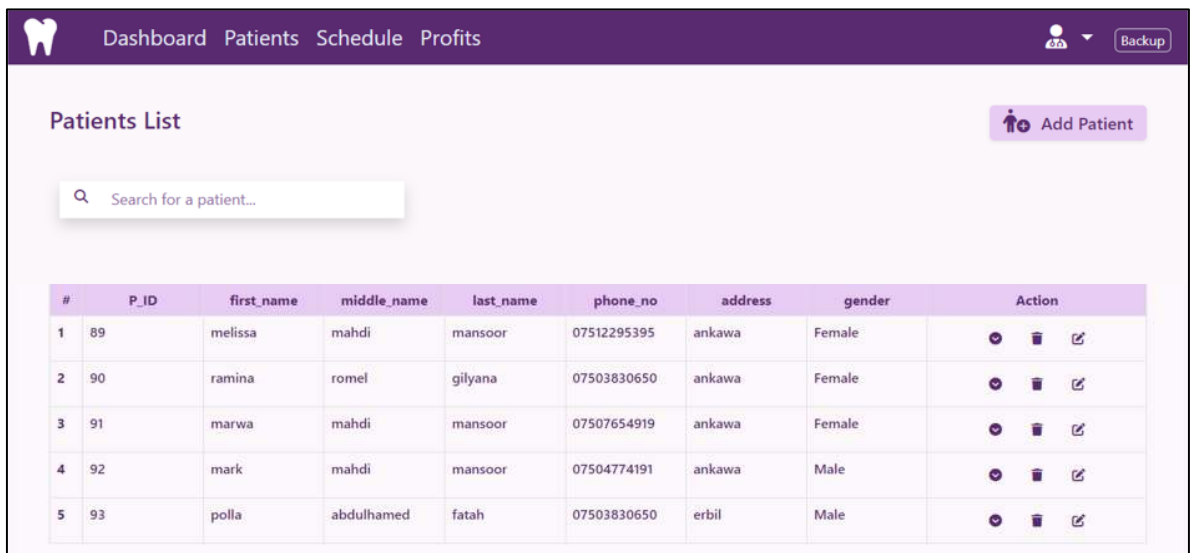 Dashboard Patients Schedule Profits Backup
Patients List Add Patient
Search for a patient...
# P_ID first_name middle_name last_name phone_no address gender Action
1 89 melissa mahdi mansoor 07512295395 ankawa Female
2 90 ramina romel gilyana 07503830650 ankawa Female
3 91 marwa mahdi mansoor 07507654919 ankawa Female
4 92 mark mahdi mansoor 07504774191 ankawa Male
5 93 polla abdulhamed fatah 07503830650 erbil Male